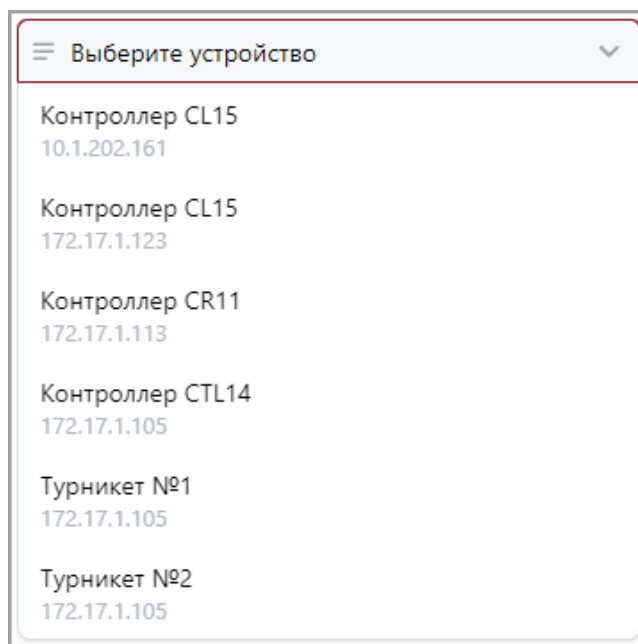 Выберите устройство
Контроллер CL15
10.1.202.161
Контроллер CL15
172.17.1.123
Контроллер CR11
172.17.1.113
Контроллер CTL14
172.17.1.105
Турникет №1
172.17.1.105
Турникет №2
172.17.1.105